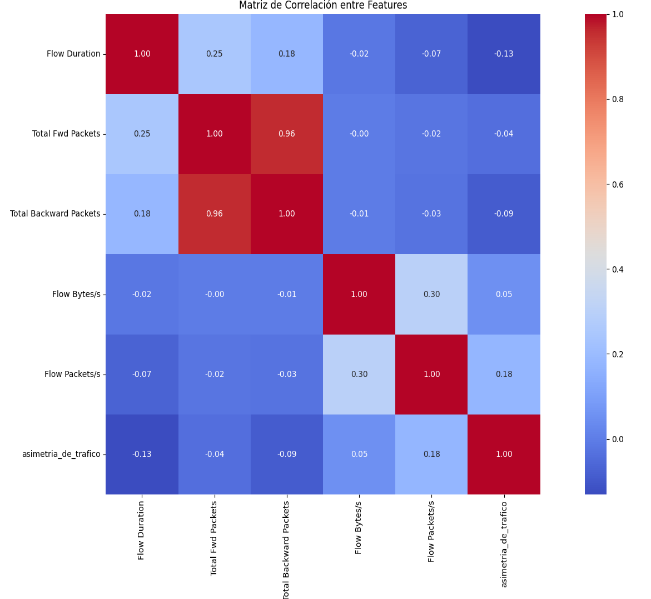 Matriz de Correlación entre Features
Flow Duration 1.00 0.25 0.18 -0.02 -0.07 -0.13
Total Fwd Packets 0.25 1.00 0.96 -0.00 -0.02 -0.04
Total Backward Packets 0.18 0.96 1.00 -0.01 -0.03 -0.09
Flow Bytes/s -0.02 -0.00 -0.01 1.00 0.30 0.05
Flow Packets/s -0.07 -0.02 -0.03 0.30 1.00 0.18
asimetria_de_trafico -0.13 -0.04 -0.09 0.05 0.18 1.00
Flow Duration
Total Fwd Packets
Total Backward Packets
Flow Bytes/s
Flow Packets/s
asimetria_de_trafico
1.0
0.8
0.6
0.4
0.2
0.0